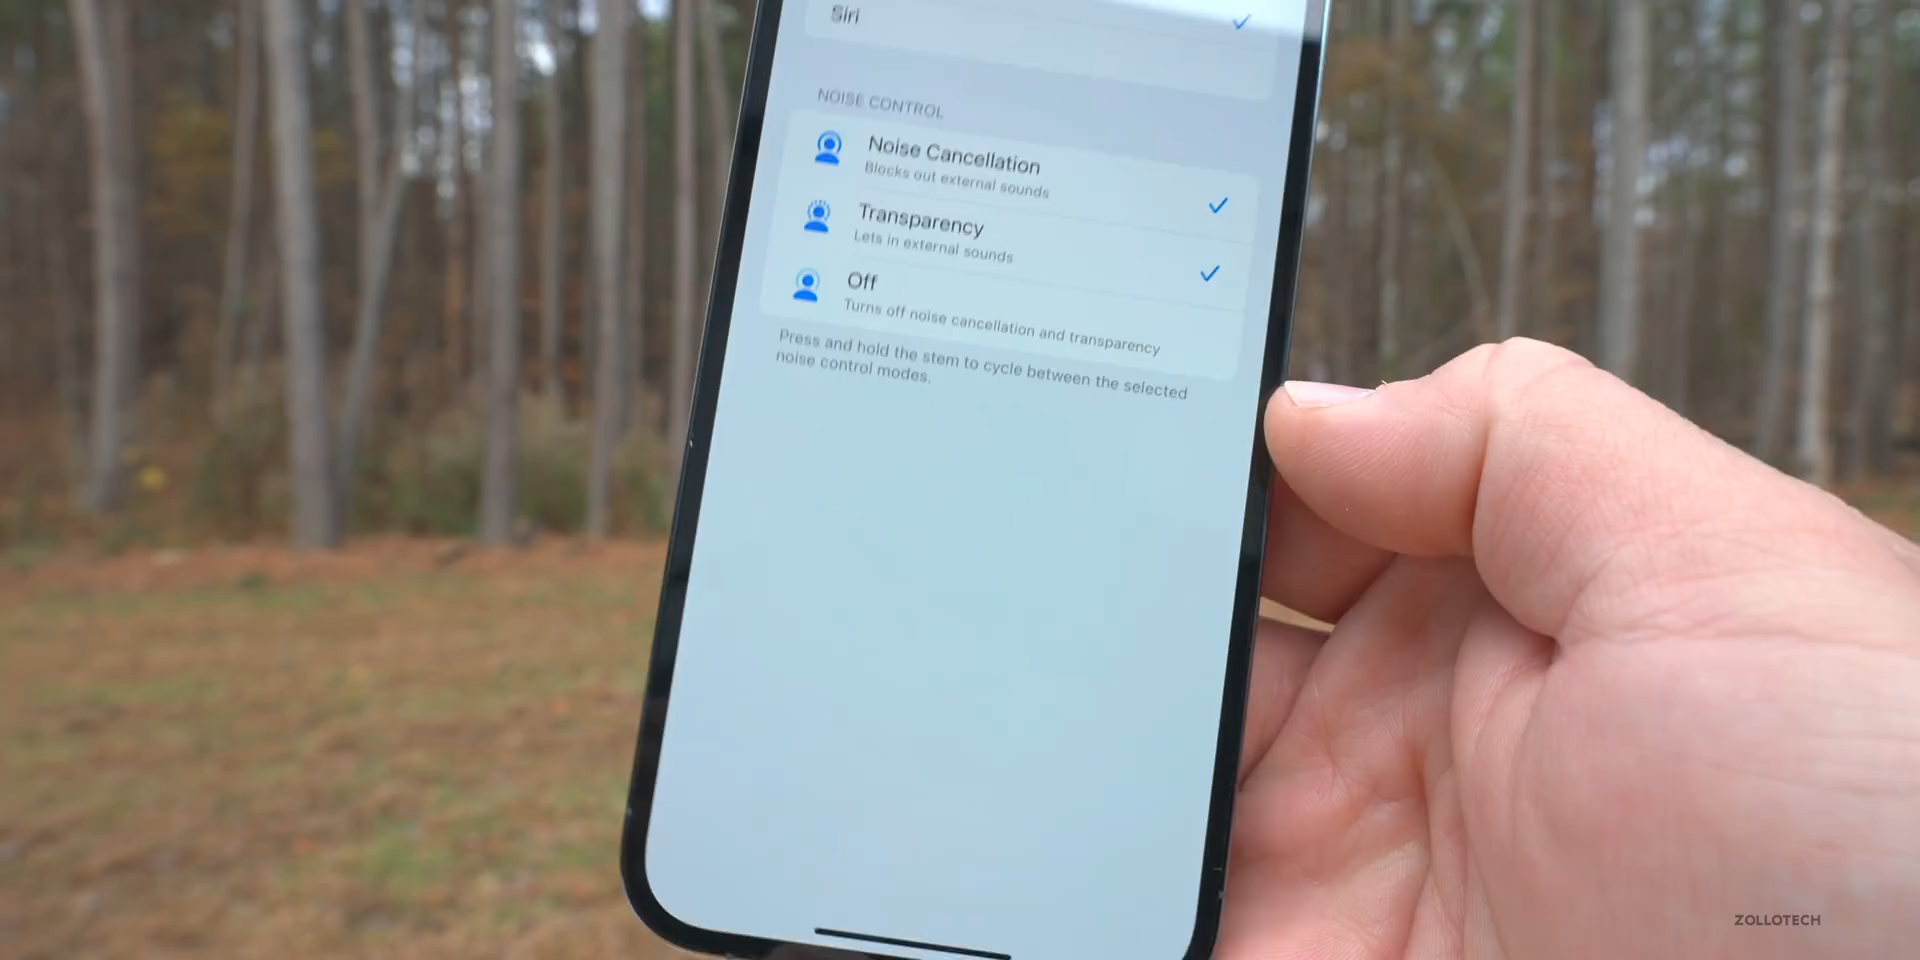 Siri
NOISE CONTROL
Noise Cancellation
Blocks out external sounds
Transparency
Lets in external sounds
Off
Turns off noise cancellation and transparency
Press and hold the stem to cycle between the selected
noise control modes.
ZOLLOTECH